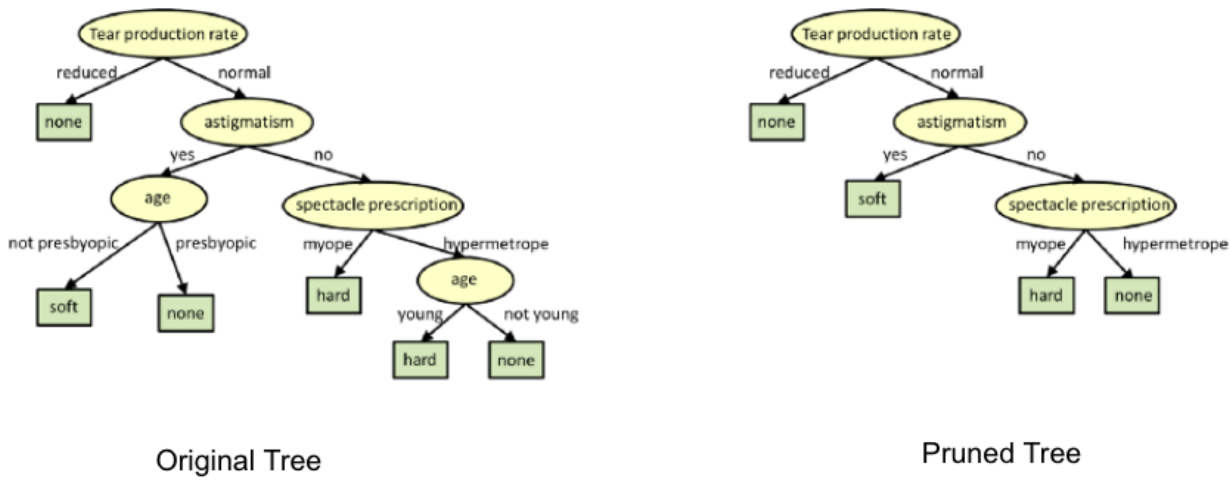 Tear production rate
reduced
normal
none
astigmatism
yes
no
age
spectacle prescription
not presbyopic
presbyopic
myope
hypermetrope
soft
none
hard
age
young
not young
hard
none
Original Tree
Tear production rate
reduced
normal
none
astigmatism
yes
no
soft
spectacle prescription
myope
hypermetrope
hard
none
Pruned Tree